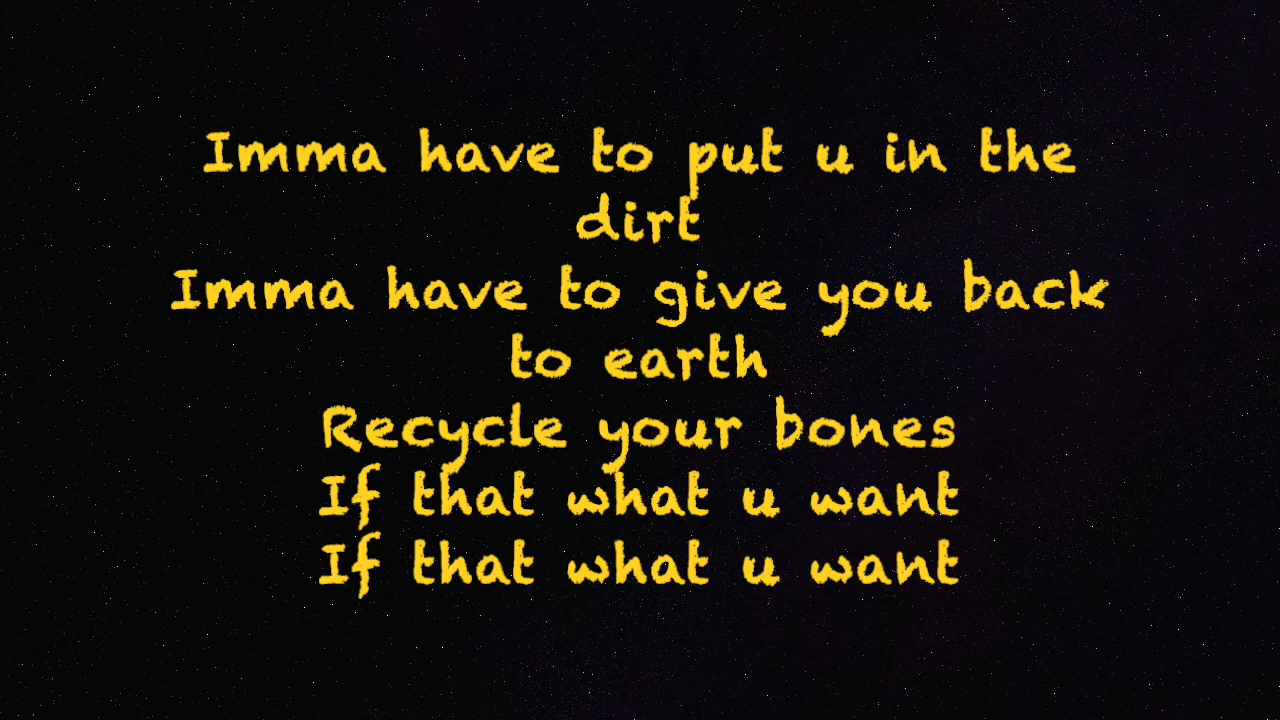 Imma have to put u in the
dirt
Imma have to give you back
to earth
Recycle your bones
If that what u want
If that what u want